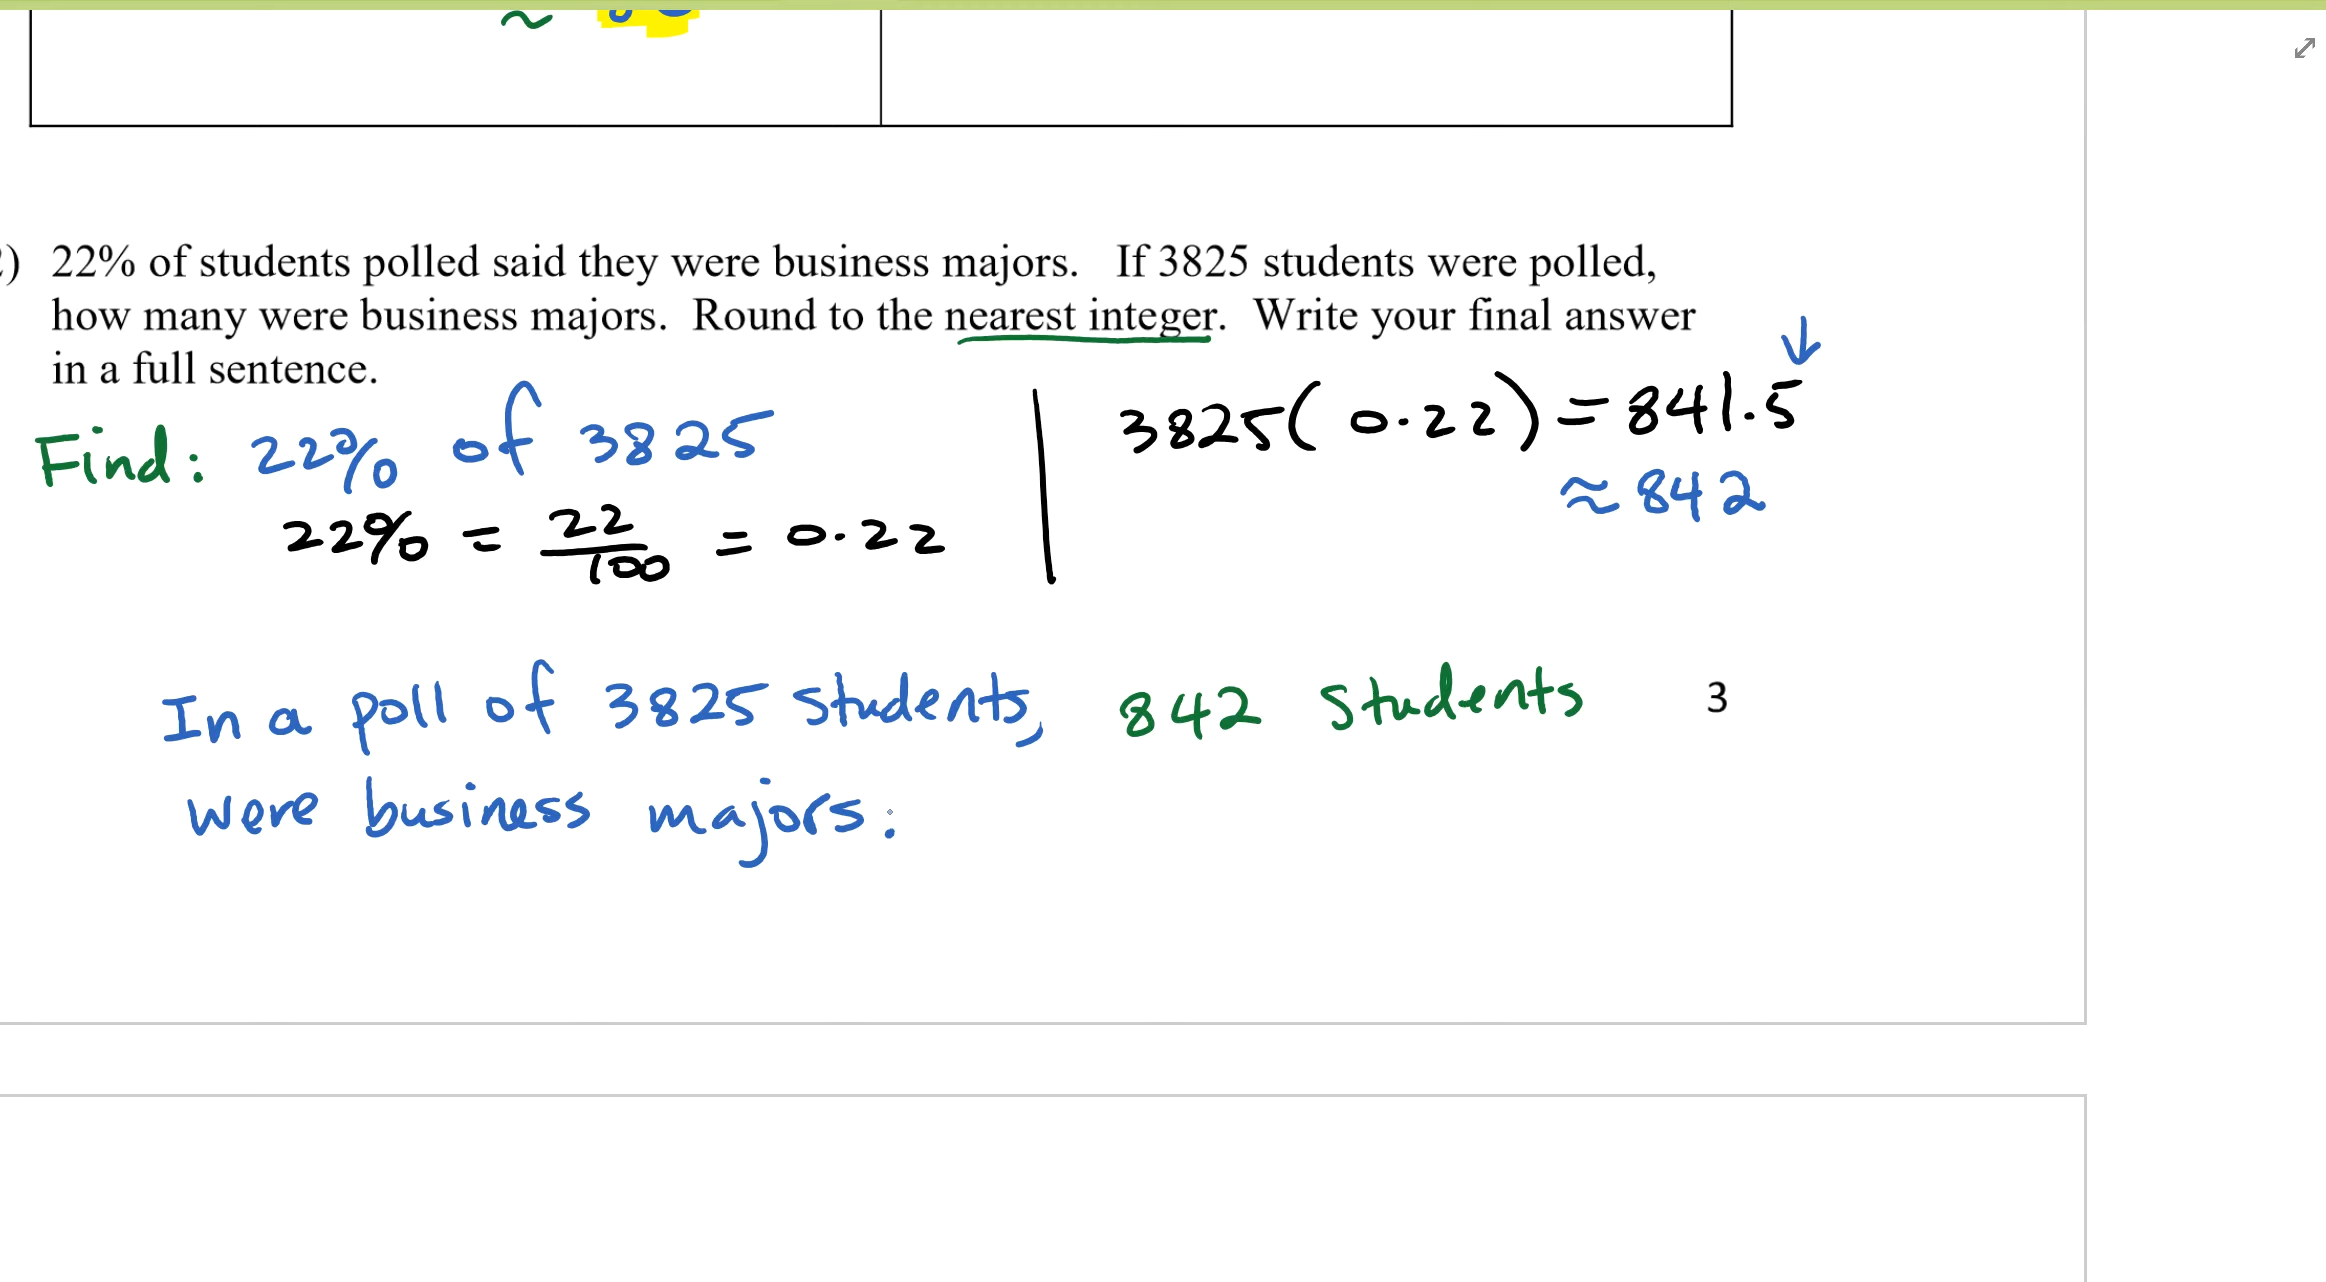 ≈
) 22% of students polled said they were business majors. If 3825 students were polled,
how many were business majors. Round to the nearest integer. Write your final answer
in a full sentence.
Find: 22% of 3825
22% = 22/100 = 0.22
3825(0.22) = 841.5
≈ 842
In a poll of 3825 students, 842 students
were business majors.
3